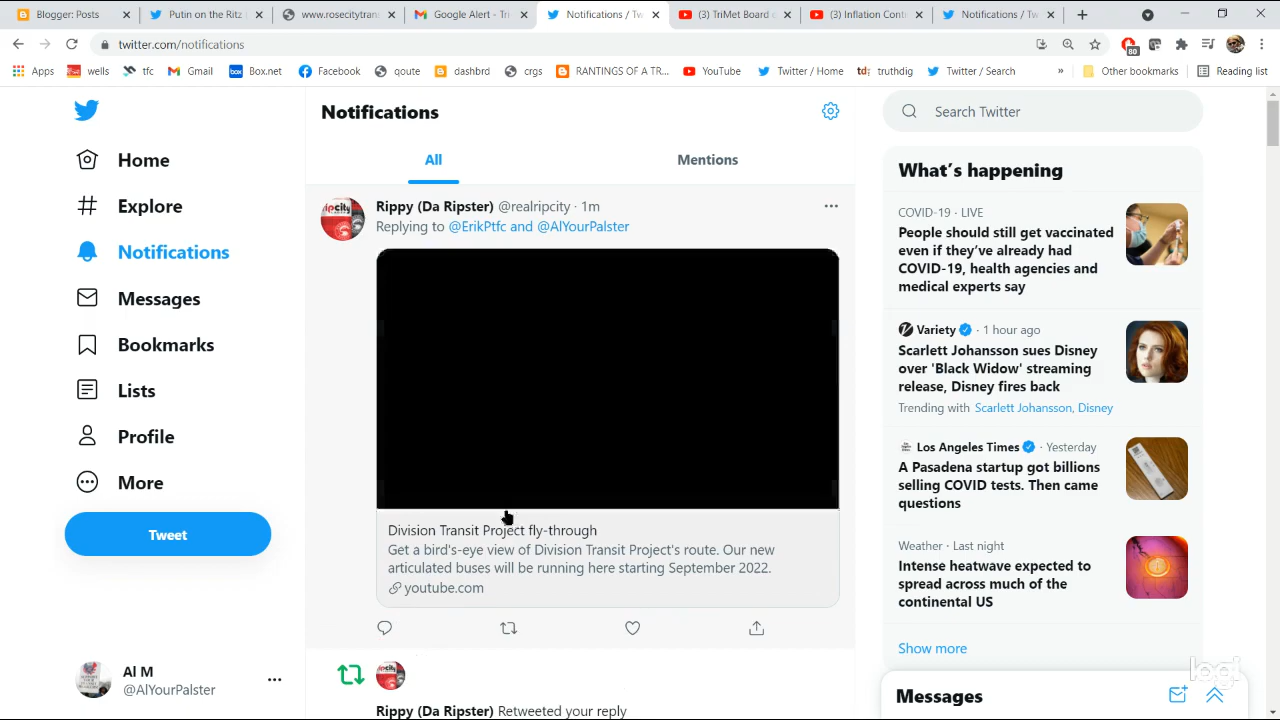 Blogger: Posts
Putin on the Ritz
www.rosecitytran
Google Alert - Tri
Notifications / Tw
(3) TriMet Board o
(3) Inflation Cont
Notifications / Tw
twitter.com/notifications
80
Apps
wells
tfc
Gmail
Box.net
Facebook
qoute
dashbrd
crgs
RANTINGS OF A TR...
YouTube
Twitter / Home
truthdig
Twitter / Search
»
Other bookmarks
Reading list
Home
Explore
Notifications
Messages
Bookmarks
Lists
Profile
More
Tweet
Al M
@AlYourPalster
Notifications
All
Mentions
Rippy (Da Ripster) @realripcity · 1m
Replying to @ErikPtfc and @AlYourPalster
Division Transit Project fly-through
Get a bird's-eye view of Division Transit Project's route. Our new
articulated buses will be running here starting September 2022.
youtube.com
Rippy (Da Ripster) Retweeted your reply
Search Twitter
What's happening
COVID-19 · LIVE
People should still get vaccinated
even if they've already had
COVID-19, health agencies and
medical experts say
Variety · 1 hour ago
Scarlett Johansson sues Disney
over 'Black Widow' streaming
release, Disney fires back
Trending with Scarlett Johansson, Disney
Los Angeles Times · Yesterday
A Pasadena startup got billions
selling COVID tests. Then came
questions
Weather · Last night
Intense heatwave expected to
spread across much of the
continental US
Show more
logi
Messages